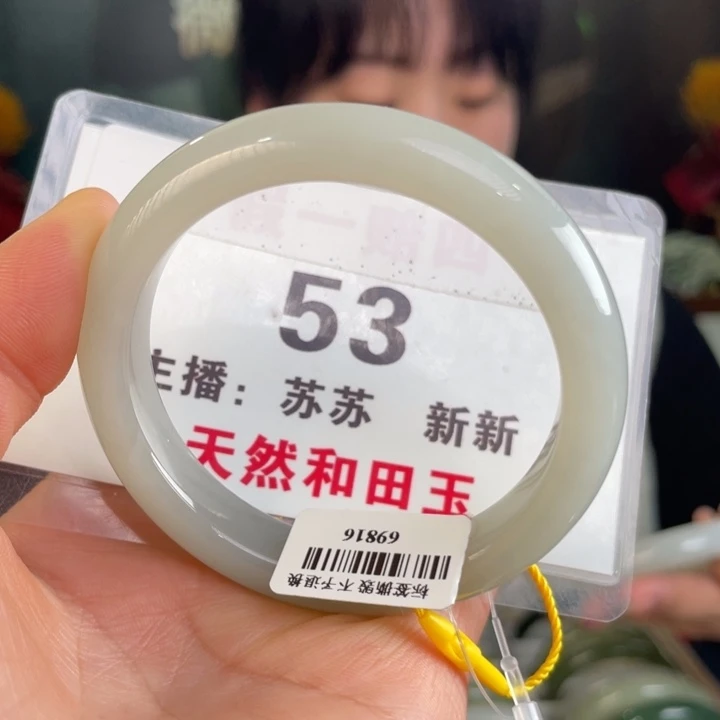 53
主播：苏苏 新新
天然和田玉
标签撕毁 不予退换
69816